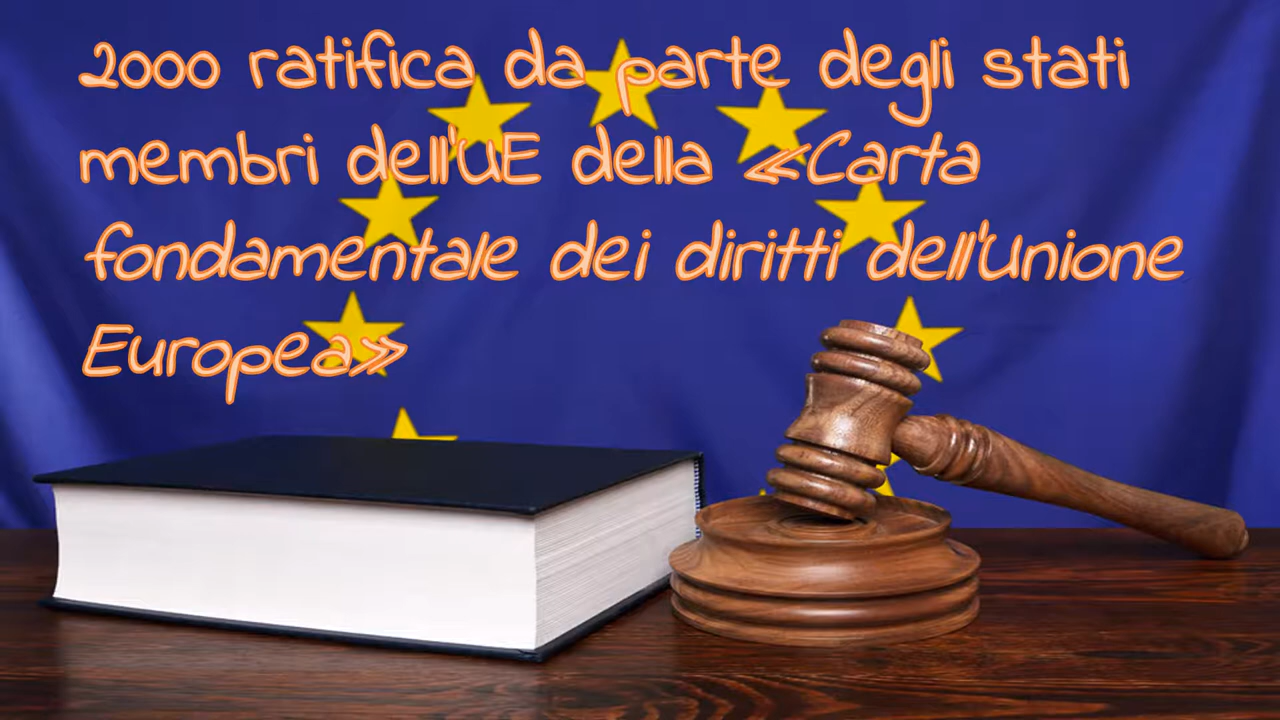 2000 ratifica da parte degli stati
membri dell'UE della «Carta
fondamentale dei diritti dell'Unione
Europea»